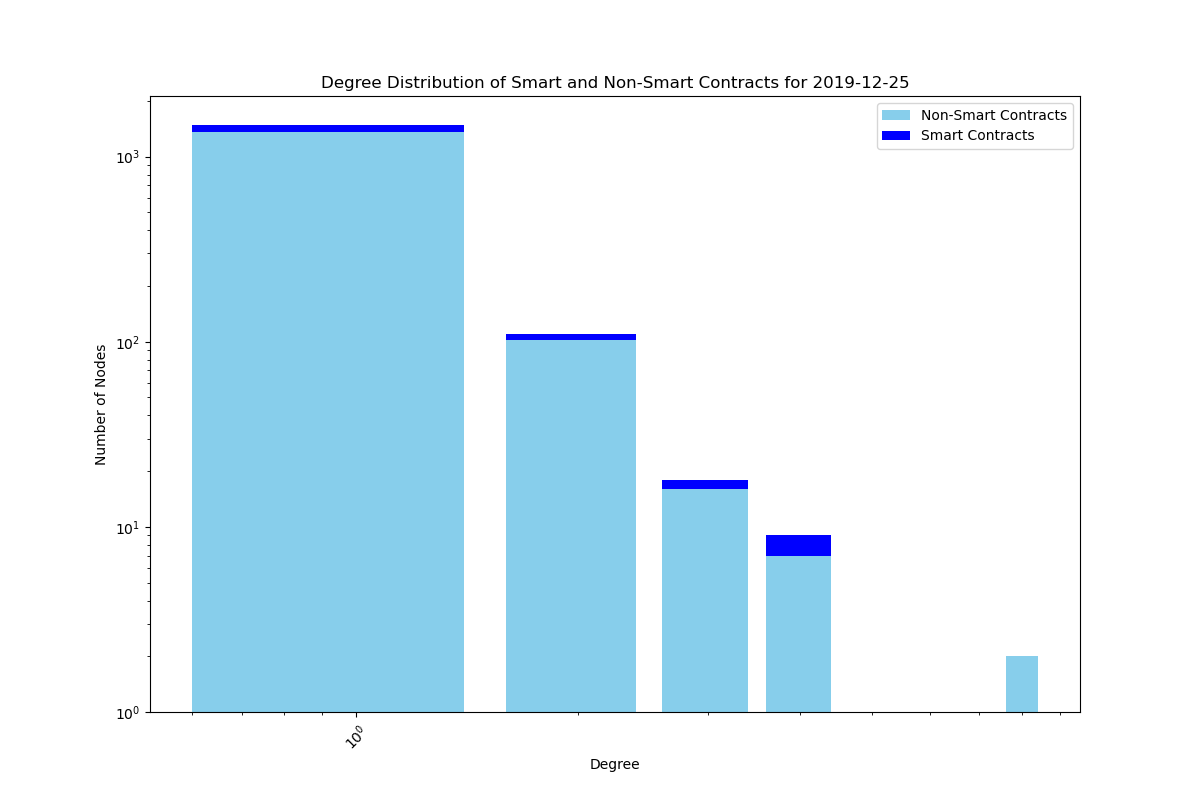 Degree Distribution of Smart and Non-Smart Contracts for 2019-12-25
Non-Smart Contracts
Smart Contracts
Number of Nodes
10³
10²
10¹
10⁰
10⁰
Degree